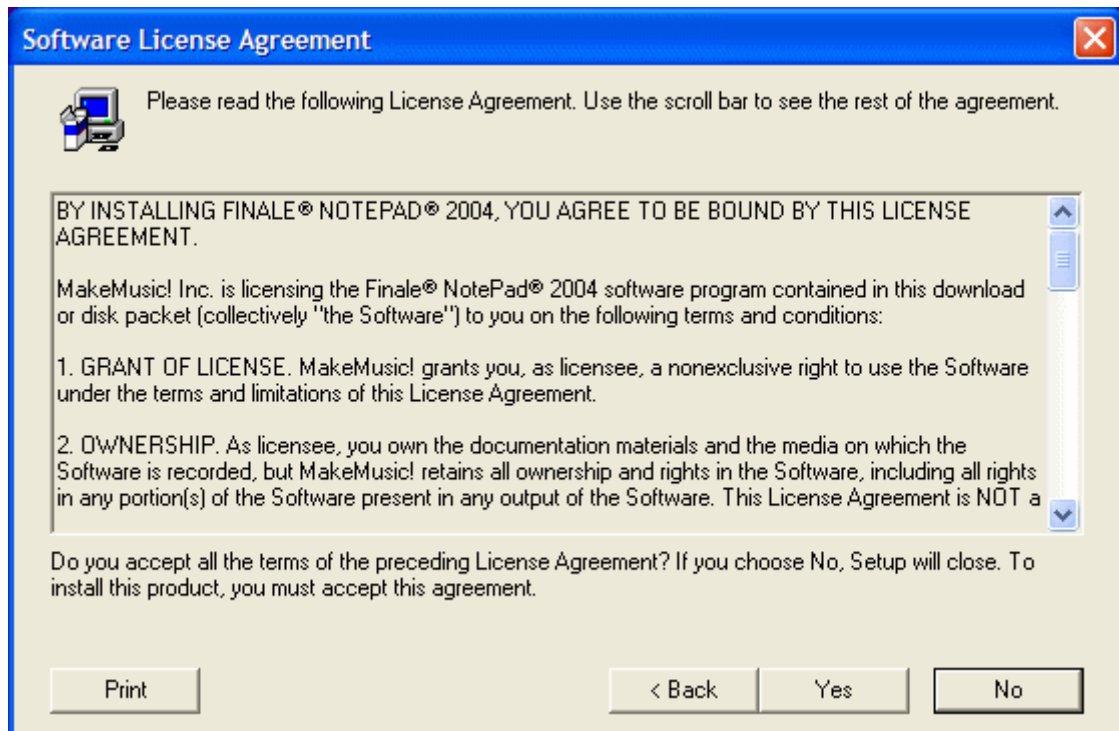 Software License Agreement
Please read the following License Agreement. Use the scroll bar to see the rest of the agreement.
BY INSTALLING FINALE® NOTEPAD® 2004, YOU AGREE TO BE BOUND BY THIS LICENSE
AGREEMENT.
MakeMusic! Inc. is licensing the Finale® NotePad® 2004 software program contained in this download
or disk packet (collectively "the Software") to you on the following terms and conditions:
1. GRANT OF LICENSE. MakeMusic! grants you, as licensee, a nonexclusive right to use the Software
under the terms and limitations of this License Agreement.
2. OWNERSHIP. As licensee, you own the documentation materials and the media on which the
Software is recorded, but MakeMusic! retains all ownership and rights in the Software, including all rights
in any portion(s) of the Software present in any output of the Software. This License Agreement is NOT a
Do you accept all the terms of the preceding License Agreement? If you choose No, Setup will close. To
install this product, you must accept this agreement.
Print
< Back
Yes
No